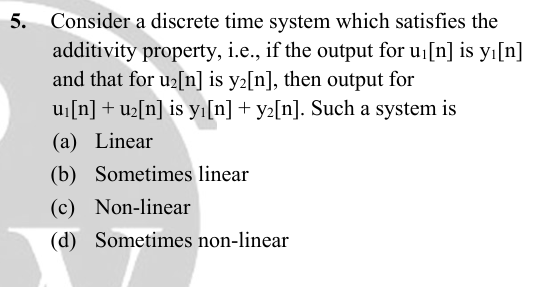 5. Consider a discrete time system which satisfies the
additivity property, i.e., if the output for u₁[n] is y₁[n]
and that for u₂[n] is y₂[n], then output for
u₁[n] + u₂[n] is y₁[n] + y₂[n]. Such a system is
(a) Linear
(b) Sometimes linear
(c) Non-linear
(d) Sometimes non-linear